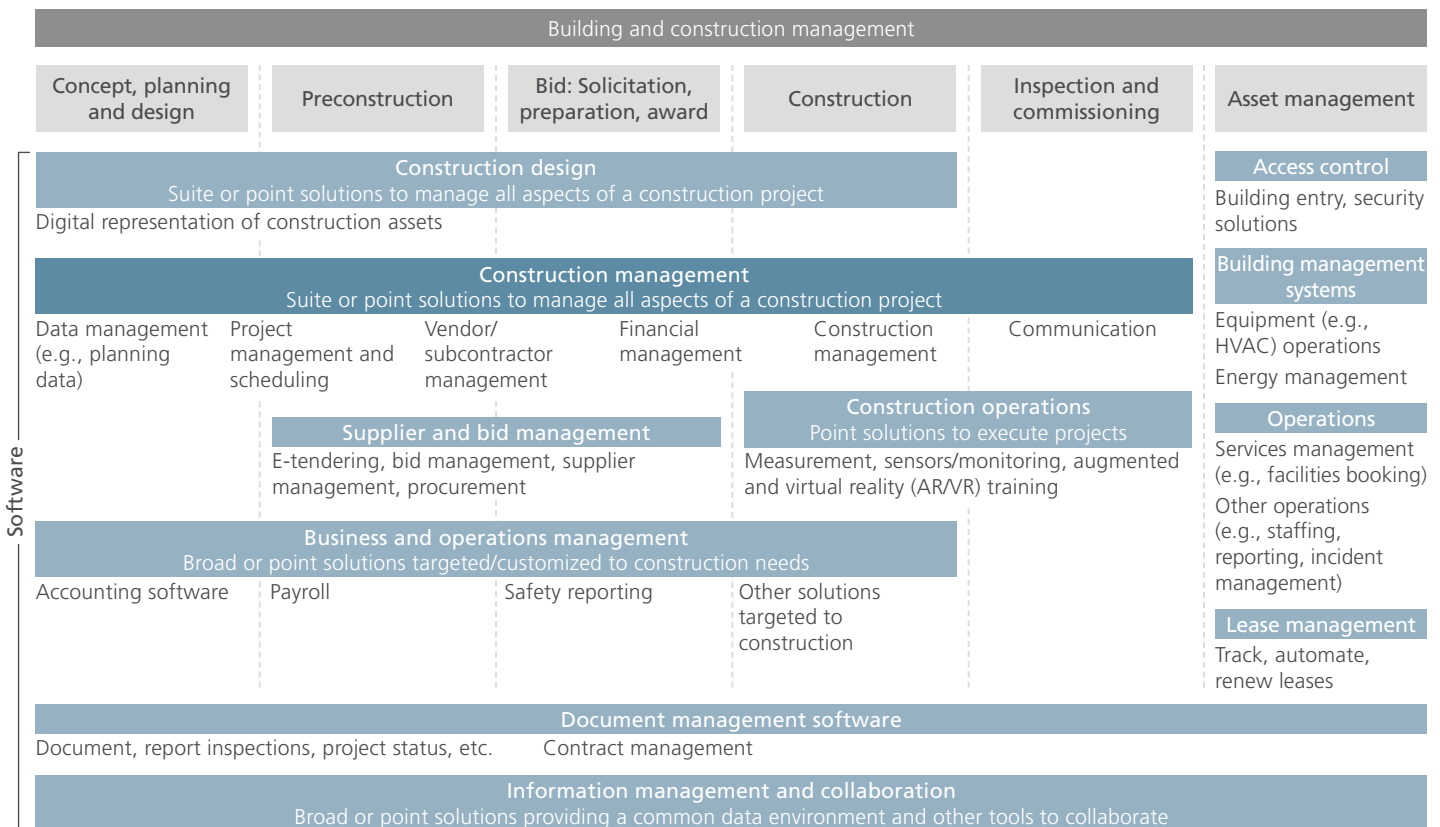 Building and construction management
Concept, planning
and design
Preconstruction
Bid: Solicitation,
preparation, award
Construction
Inspection and
commissioning
Asset management
Software
Construction design
Suite or point solutions to manage all aspects of a construction project
Digital representation of construction assets
Construction management
Suite or point solutions to manage all aspects of a construction project
Data management
(e.g., planning
data)
Project
management and
scheduling
Vendor/
subcontractor
management
Financial
management
Construction
management
Communication
Supplier and bid management
E-tendering, bid management, supplier
management, procurement
Construction operations
Point solutions to execute projects
Measurement, sensors/monitoring, augmented
and virtual reality (AR/VR) training
Business and operations management
Broad or point solutions targeted/customized to construction needs
Accounting software
Payroll
Safety reporting
Other solutions
targeted to
construction
Access control
Building entry, security
solutions
Building management
systems
Equipment (e.g.,
HVAC) operations
Energy management
Operations
Services management
(e.g., facilities booking)
Other operations
(e.g., staffing,
reporting, incident
management)
Lease management
Track, automate,
renew leases
Document management software
Document, report inspections, project status, etc.
Contract management
Information management and collaboration
Broad or point solutions providing a common data environment and other tools to collaborate